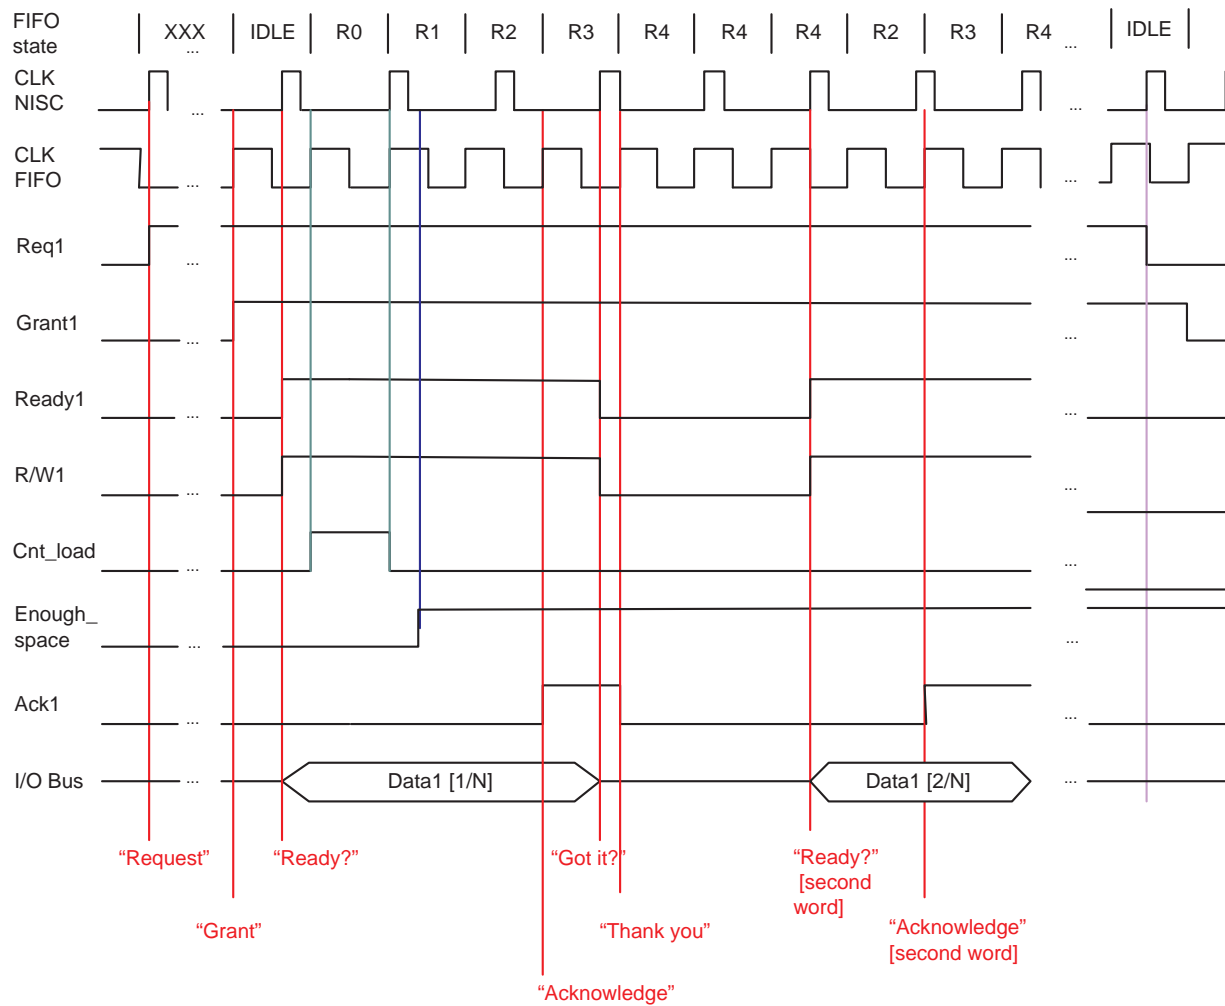 FIFO
state
XXX ... IDLE R0 R1 R2 R3 R4 R4 R4 R2 R3 R4 ... IDLE
CLK
NISC
... ...
CLK
FIFO
... ...
Req1 ... ...
Grant1 ... ...
Ready1 ... ...
R/W1 ... ...
Cnt_load ... ...
Enough_
space
... ...
Ack1 ... ...
I/O Bus ... Data1 [1/N] Data1 [2/N] ...
“Request” “Ready?” “Got it?” “Ready?”
[second
word]
“Grant” “Thank you” “Acknowledge”
[second word]
“Acknowledge”